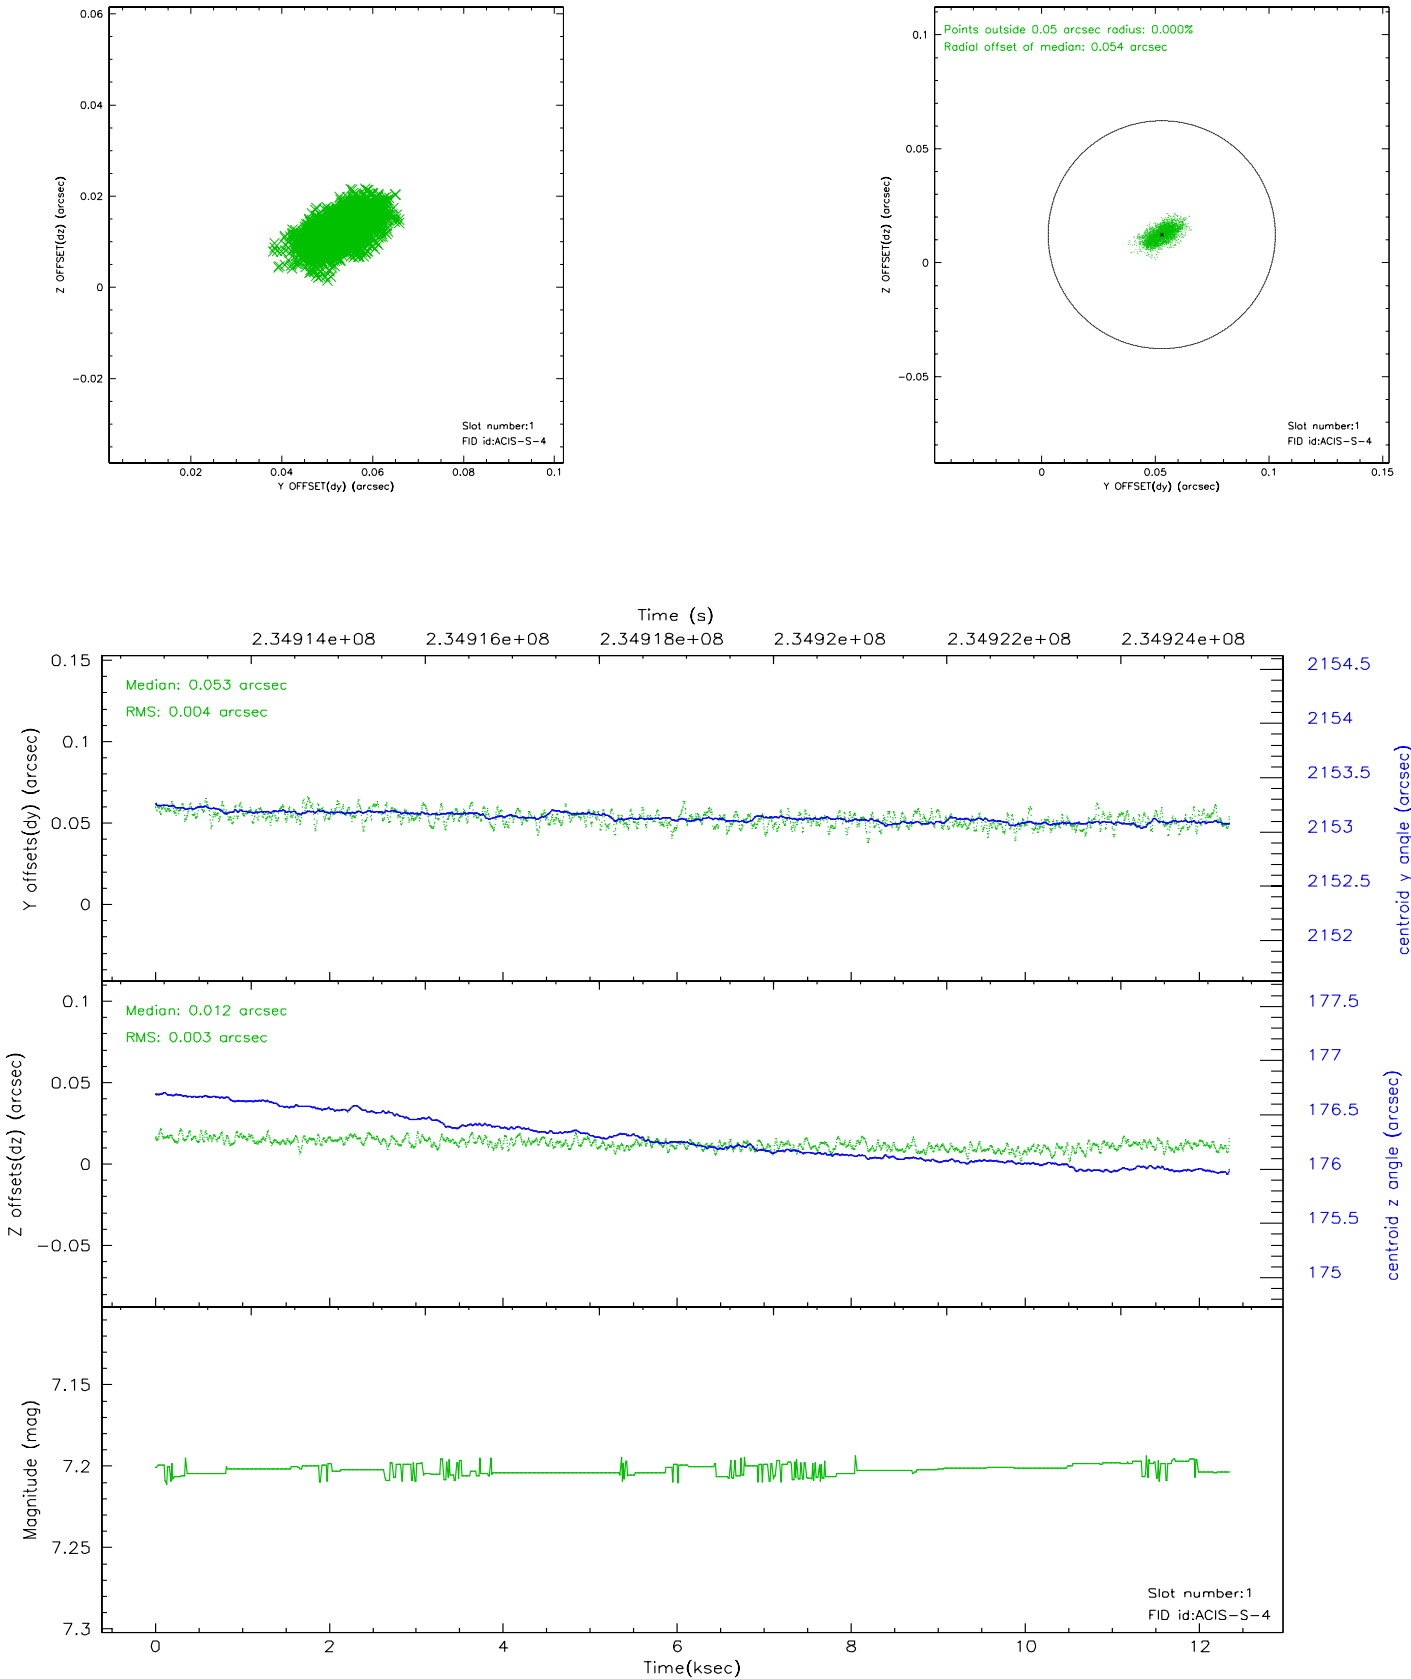 0.06
0.04
0.02
0
−0.02
Z OFFSET(dz) (arcsec)
Slot number:1
FID id:ACIS−S−4
0.02 0.04 0.06 0.08 0.1
Y OFFSET(dy) (arcsec)
Points outside 0.05 arcsec radius: 0.000%
Radial offset of median: 0.054 arcsec
0.1
0.05
0
−0.05
Z OFFSET(dz) (arcsec)
Slot number:1
FID id:ACIS−S−4
0 0.05 0.1 0.15
Y OFFSET(dy) (arcsec)
Time (s)
2.34914e+08 2.34916e+08 2.34918e+08 2.3492e+08 2.34922e+08 2.34924e+08
Median: 0.053 arcsec
RMS: 0.004 arcsec
0.15
0.1
0.05
0
Y offsets(dy) (arcsec)
2154.5
2154
2153.5
2153
2152.5
2152
centroid y angle (arcsec)
Median: 0.012 arcsec
RMS: 0.003 arcsec
0.1
0.05
0
−0.05
Z offsets(dz) (arcsec)
177.5
177
176.5
176
175.5
175
centroid z angle (arcsec)
7.15
7.2
7.25
7.3
Magnitude (mag)
Slot number:1
FID id:ACIS−S−4
0 2 4 6 8 10 12
Time(ksec)